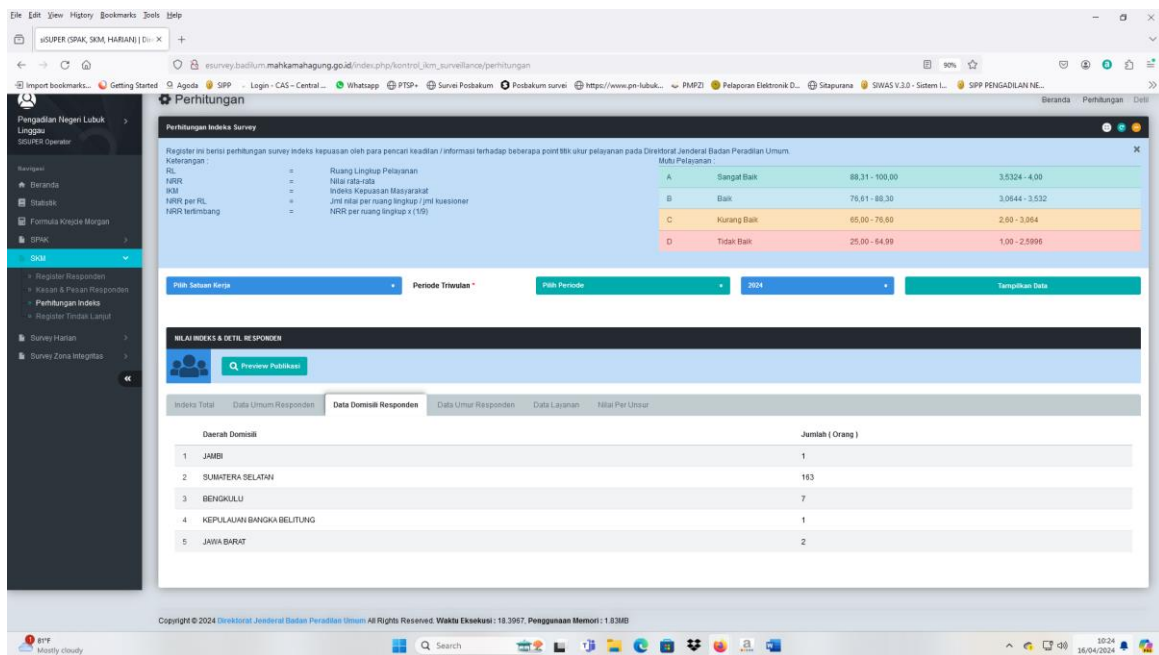 File Edit View History Bookmarks Tools Help
siSUPER (SPAK, SKM, HARIAN) | Di
esurvey.badilum.mahkamahagung.go.id/index.php/kontrol_ikm_surveillance/perhitungan
90%
Import bookmarks... Getting Started Agoda SIPP Login - CAS – Central ... Whatsapp PTSP+ Survei Posbakum Posbakum survei https://www.pn-lubuk... PMPZI Pelaporan Elektronik D... Sitapurana SIWAS V.3.0 - Sistem I... SIPP PENGADILAN NE...
Perhitungan
Beranda Perhitungan Detil
Pengadilan Negeri Lubuk Linggau
SISUPER Operator
Navigasi
Beranda
Statistik
Formula Krejcie Morgan
SPAK
SKM
Register Responden
Kesan & Pesan Responden
Perhitungan Indeks
Register Tindak Lanjut
Survey Harian
Survey Zona Integritas
Perhitungan Indeks Survey
Register ini berisi perhitungan survey indeks kepuasan oleh para pencari keadilan / informasi terhadap beberapa point titik ukur pelayanan pada Direktorat Jenderal Badan Peradilan Umum.
Keterangan :
RL = Ruang Lingkup Pelayanan
NRR = Nilai rata-rata
IKM = Indeks Kepuasan Masyarakat
NRR per RL = Jml nilai per ruang lingkup / jml kuesioner
NRR tertimbang = NRR per ruang lingkup x (1/9)
Mutu Pelayanan :
A Sangat Baik 88,31 - 100,00 3,5324 - 4,00
B Baik 76,61 - 88,30 3,0644 - 3,532
C Kurang Baik 65,00 - 76,60 2,60 - 3,064
D Tidak Baik 25,00 - 64,99 1,00 - 2,5996
Pilih Satuan Kerja Periode Triwulan * Pilih Periode 2024 Tampilkan Data
NILAI INDEKS & DETIL RESPONDEN
Preview Publikasi
Indeks Total Data Umum Responden Data Domisili Responden Data Umur Responden Data Layanan Nilai Per Unsur
Daerah Domisili Jumlah ( Orang )
1 JAMBI 1
2 SUMATERA SELATAN 163
3 BENGKULU 7
4 KEPULAUAN BANGKA BELITUNG 1
5 JAWA BARAT 2
Copyright © 2024 Direktorat Jenderal Badan Peradilan Umum All Rights Reserved. Waktu Eksekusi : 18.3967, Penggunaan Memori : 1.83MB
81°F
Mostly cloudy
Search
10:24
16/04/2024